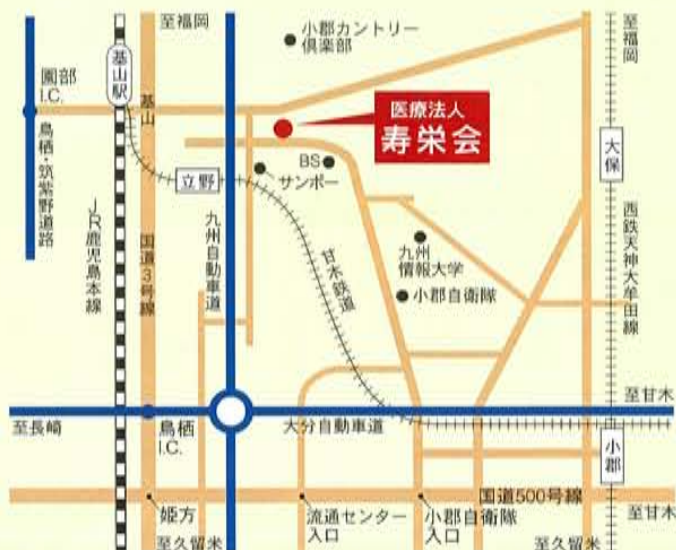 至福岡
小郡カントリー
倶楽部
至福岡
基山駅
園部
I.C.
基山
医療法人
寿栄会
大保
鳥栖・筑紫野道路
BS
サンポー
立野
JR鹿児島本線
国道3号線
九州自動車道
甘木鉄道
九州
情報大学
小郡自衛隊
西鉄天神大牟田線
至甘木
至長崎
鳥栖
I.C.
大分自動車道
小郡
国道500号線
姫方
流通センター
入口
小郡自衛隊
入口
至甘木
至久留米
至久留米